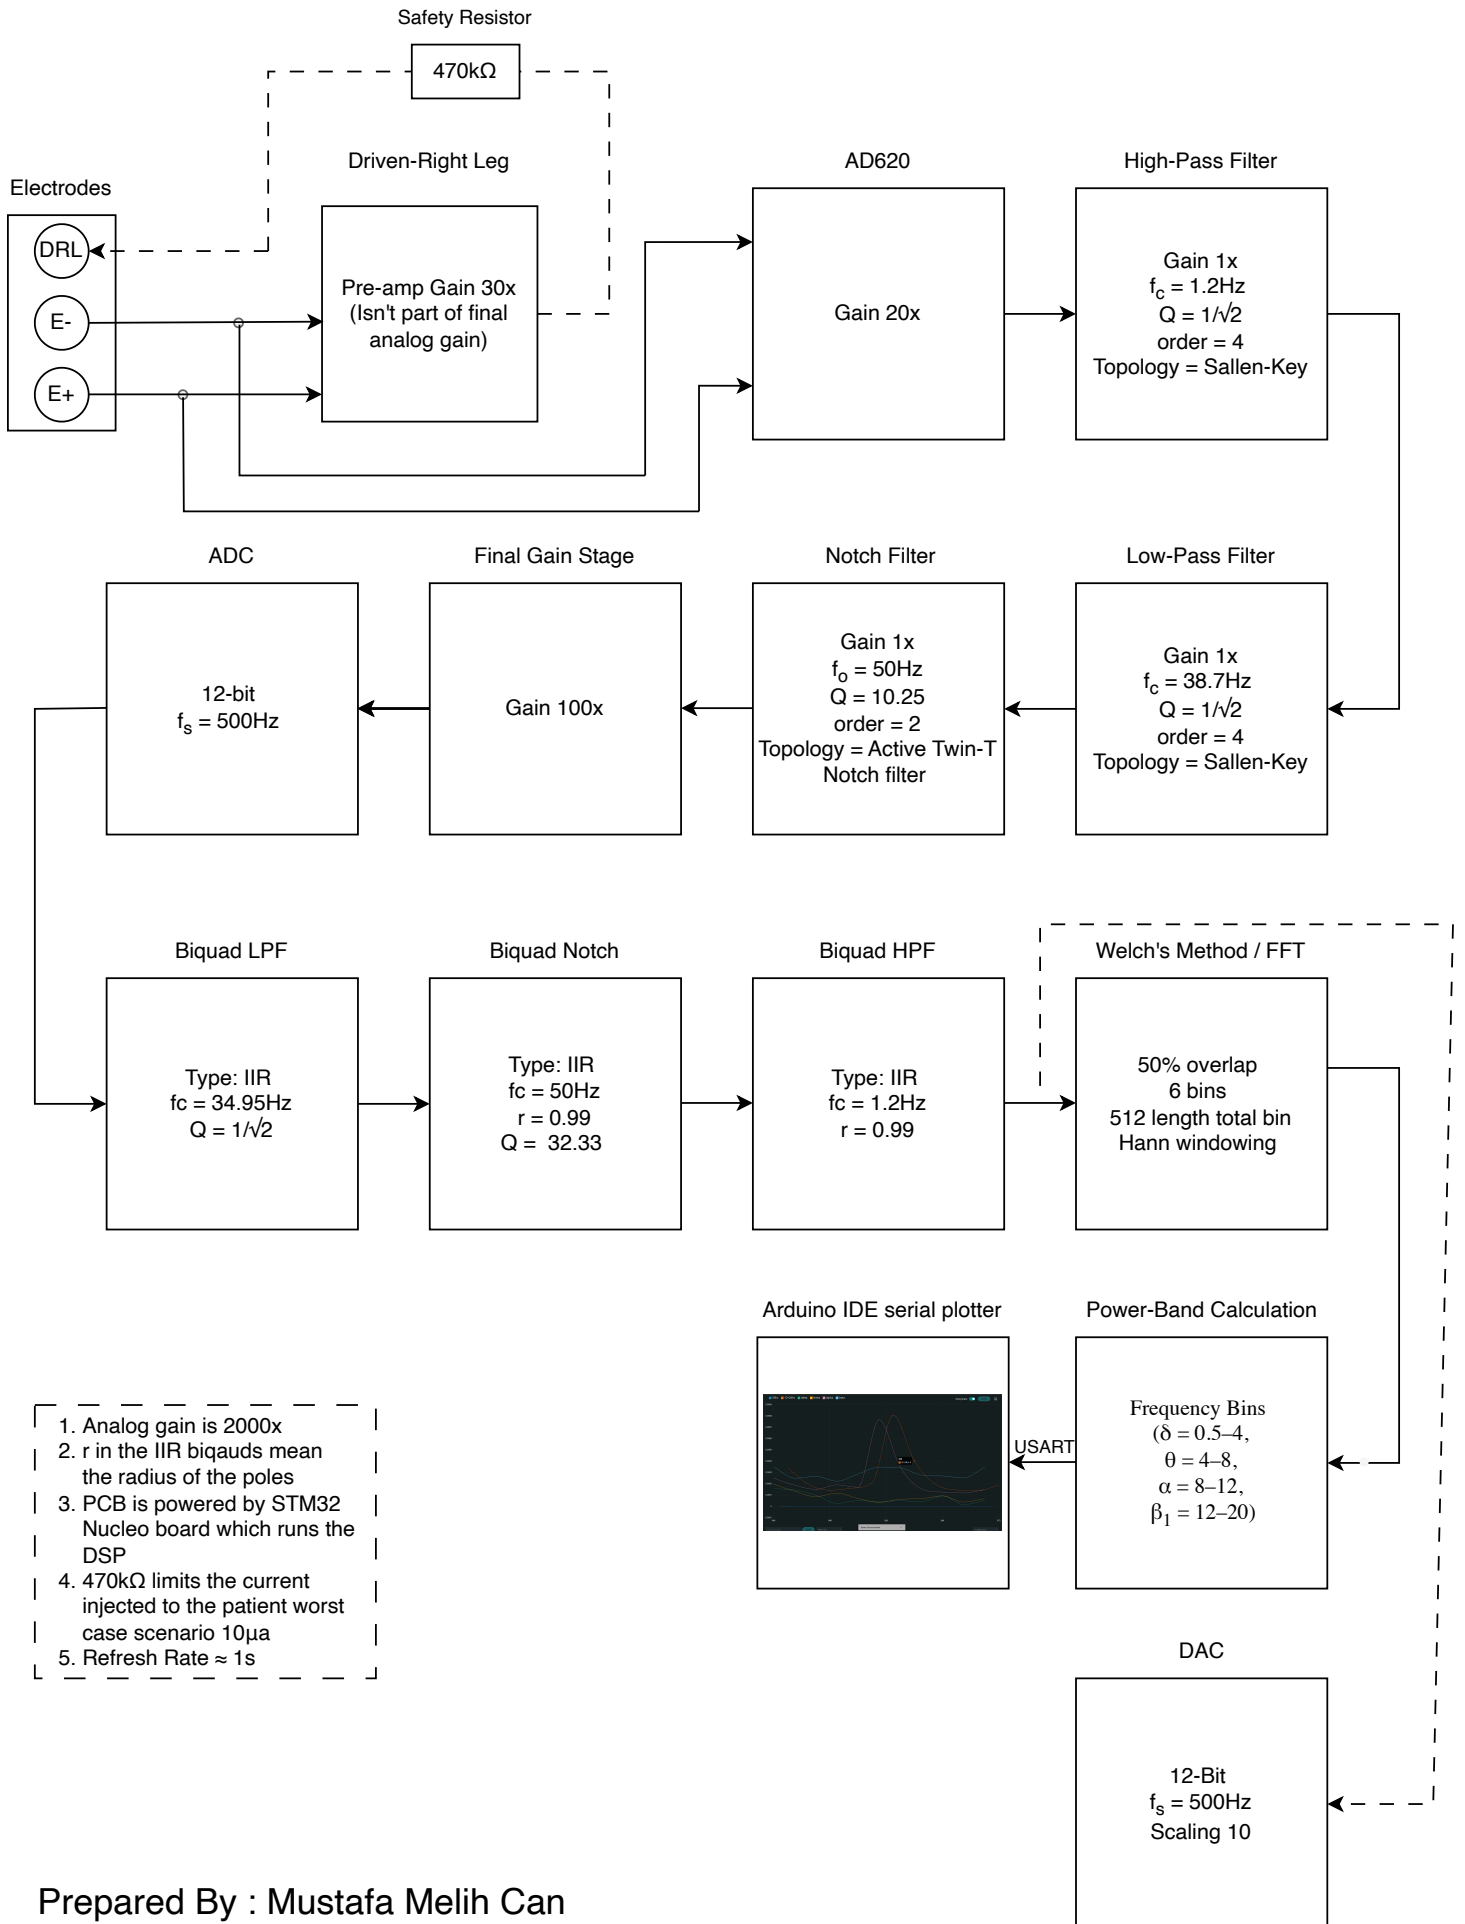 Safety Resistor
470kΩ
Driven-Right Leg
AD620
High-Pass Filter
Electrodes
DRL
E-
E+
Pre-amp Gain 30x
(Isn't part of final
analog gain)
Gain 20x
Gain 1x
f_c = 1.2Hz
Q = 1/√2
order = 4
Topology = Sallen-Key
ADC
Final Gain Stage
Notch Filter
Low-Pass Filter
12-bit
f_s = 500Hz
Gain 100x
Gain 1x
f_o = 50Hz
Q = 10.25
order = 2
Topology = Active Twin-T
Notch filter
Gain 1x
f_c = 38.7Hz
Q = 1/√2
order = 4
Topology = Sallen-Key
Biquad LPF
Biquad Notch
Biquad HPF
Welch's Method / FFT
Type: IIR
fc = 34.95Hz
Q = 1/√2
Type: IIR
fc = 50Hz
r = 0.99
Q = 32.33
Type: IIR
fc = 1.2Hz
r = 0.99
50% overlap
6 bins
512 length total bin
Hann windowing
Arduino IDE serial plotter
Power-Band Calculation
USART
Frequency Bins
(δ = 0.5–4,
θ = 4–8,
α = 8–12,
β_1 = 12–20)
1. Analog gain is 2000x
2. r in the IIR biqauds mean
the radius of the poles
3. PCB is powered by STM32
Nucleo board which runs the
DSP
4. 470kΩ limits the current
injected to the patient worst
case scenario 10μa
5. Refresh Rate ≈ 1s
DAC
12-Bit
f_s = 500Hz
Scaling 10
Prepared By : Mustafa Melih Can